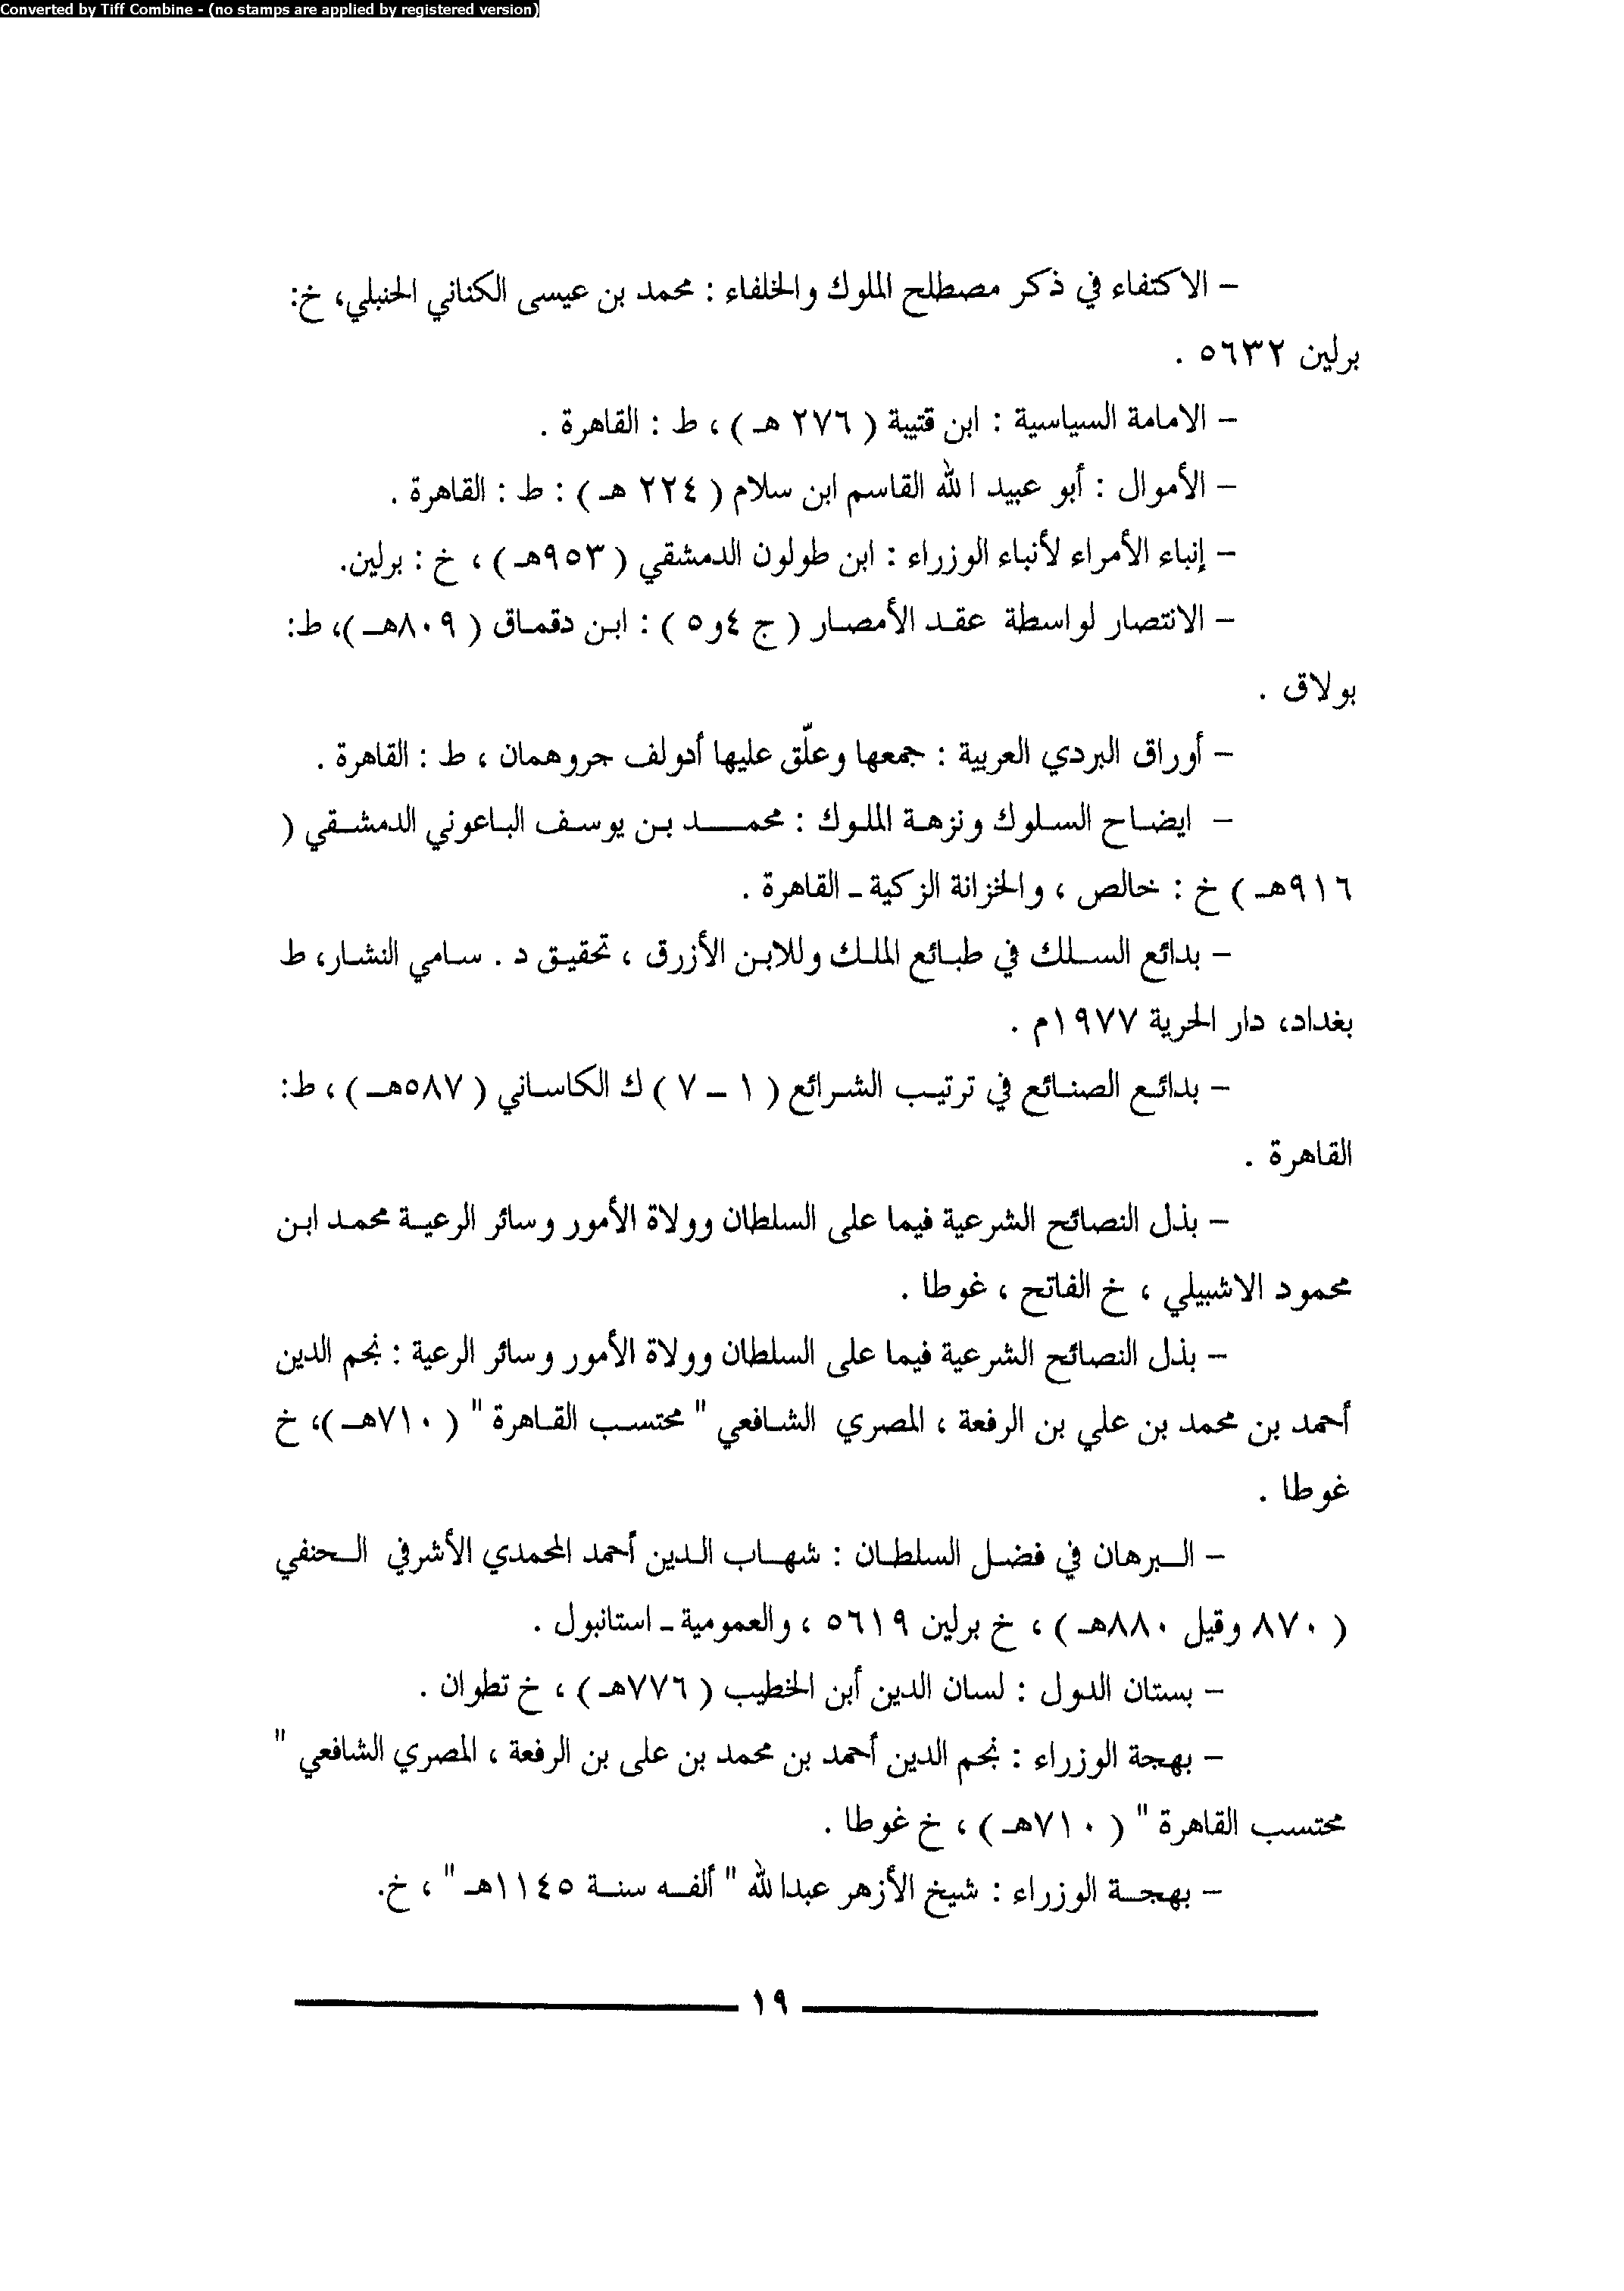 Converted by Tiff Combine - (no stamps are applied by registered version)
– الاكتفاء في ذكر مصطلح الملوك والخلفاء : محمد بن عيسى الكناني الحنبلي، خ:
برلين ٥٦٣٢ .
– الامامة السياسية : ابن قتيبة ( ٢٧٦ هـ ) ، ط : القاهرة .
– الأموال : أبو عبيد الله القاسم ابن سلام ( ٢٢٤ هـ ) : ط : القاهرة .
– إنباء الأمراء لأنباء الوزراء : ابن طولون الدمشقي ( ٩٥٣هـ ) ، خ : برلين.
– الانتصار لواسطة عقد الأمصار ( ج ٤و٥ ) : ابن دقماق ( ٨٠٩هـ )، ط:
بولاق .
– أوراق البردي العربية : جمعها وعلّق عليها أدولف جروهمان ، ط : القاهرة .
– ايضاح السلوك ونزهة الملوك : محمد بن يوسف الباعوني الدمشقي (
٩١٦هـ ) خ : خالص ، والخزانة الزكية ـ القاهرة .
– بدائع السلك في طبائع الملك وللابن الأزرق ، تحقيق د . سامي النشار، ط
بغداد، دار الحرية ١٩٧٧م .
– بدائع الصنائع في ترتيب الشرائع ( ١ – ٧ ) ك الكاساني ( ٥٨٧هـ ) ، ط:
القاهرة .
– بذل النصائح الشرعية فيما على السلطان وولاة الأمور وسائر الرعية محمد ابن
محمود الاشبيلي ، خ الفاتح ، غوطا .
– بذل النصائح الشرعية فيما على السلطان وولاة الأمور وسائر الرعية : نجم الدين
أحمد بن محمد بن علي بن الرفعة ، المصري الشافعي " محتسب القاهرة " ( ٧١٠هـ )، خ
غوطا .
– البرهان في فضل السلطان : شهاب الدين أحمد المحمدي الأشرفي الحنفي
( ٨٧٠ وقيل ٨٨٠هـ ) ، خ برلين ٥٦١٩ ، والعمومية ـ استانبول .
– بستان الدول : لسان الدين أبن الخطيب ( ٧٧٦هـ ) ، خ تطوان .
– بهجة الوزراء : نجم الدين أحمد بن محمد بن على بن الرفعة ، المصري الشافعي "
محتسب القاهرة " ( ٧١٠هـ ) ، خ غوطا .
– بهجة الوزراء : شيخ الأزهر عبدالله " ألفه سنة ١١٤٥هـ " ، خ.
١٩